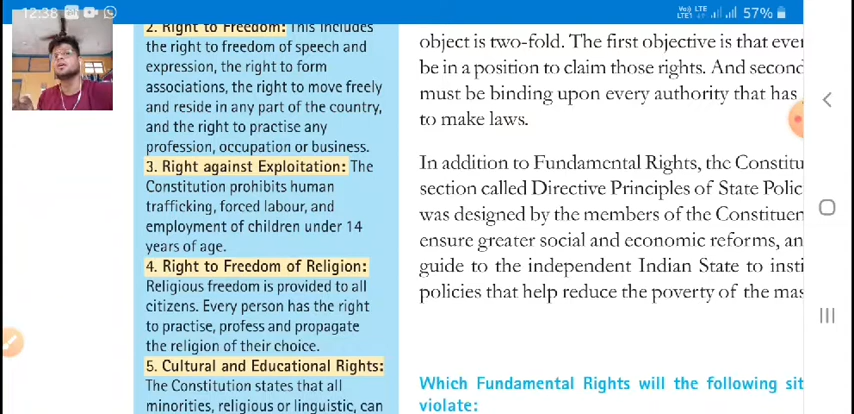 12:38
Vo) LTE
LTE1
57%
2. Right to Freedom: This includes
the right to freedom of speech and
expression, the right to form
associations, the right to move freely
and reside in any part of the country,
and the right to practise any
profession, occupation or business.
3. Right against Exploitation: The
Constitution prohibits human
trafficking, forced labour, and
employment of children under 14
years of age.
4. Right to Freedom of Religion:
Religious freedom is provided to all
citizens. Every person has the right
to practise, profess and propagate
the religion of their choice.
5. Cultural and Educational Rights:
The Constitution states that all
minorities, religious or linguistic, can
object is two-fold. The first objective is that ever
be in a position to claim those rights. And second
must be binding upon every authority that has
to make laws.
In addition to Fundamental Rights, the Constitu
section called Directive Principles of State Polic
was designed by the members of the Constituen
ensure greater social and economic reforms, an
guide to the independent Indian State to insti
policies that help reduce the poverty of the mas
Which Fundamental Rights will the following sit
violate: